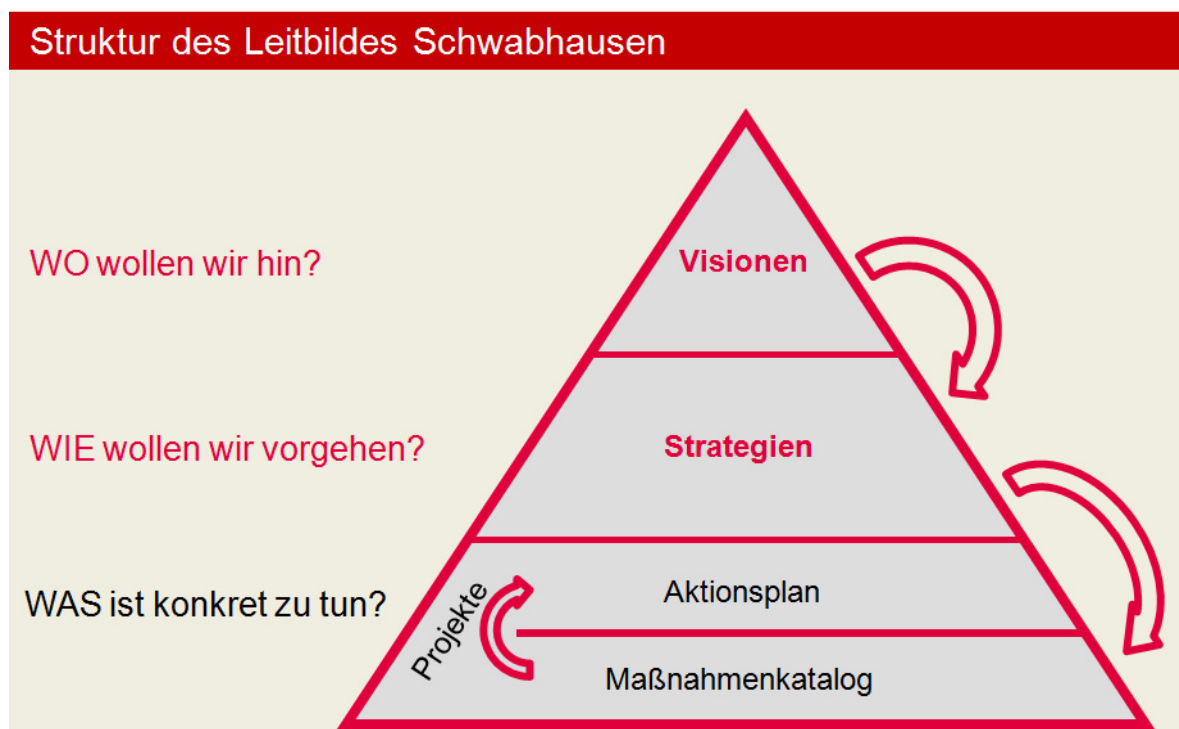 Struktur des Leitbildes Schwabhausen
WO wollen wir hin?
Visionen
WIE wollen wir vorgehen?
Strategien
WAS ist konkret zu tun?
Projekte
Aktionsplan
Maßnahmenkatalog